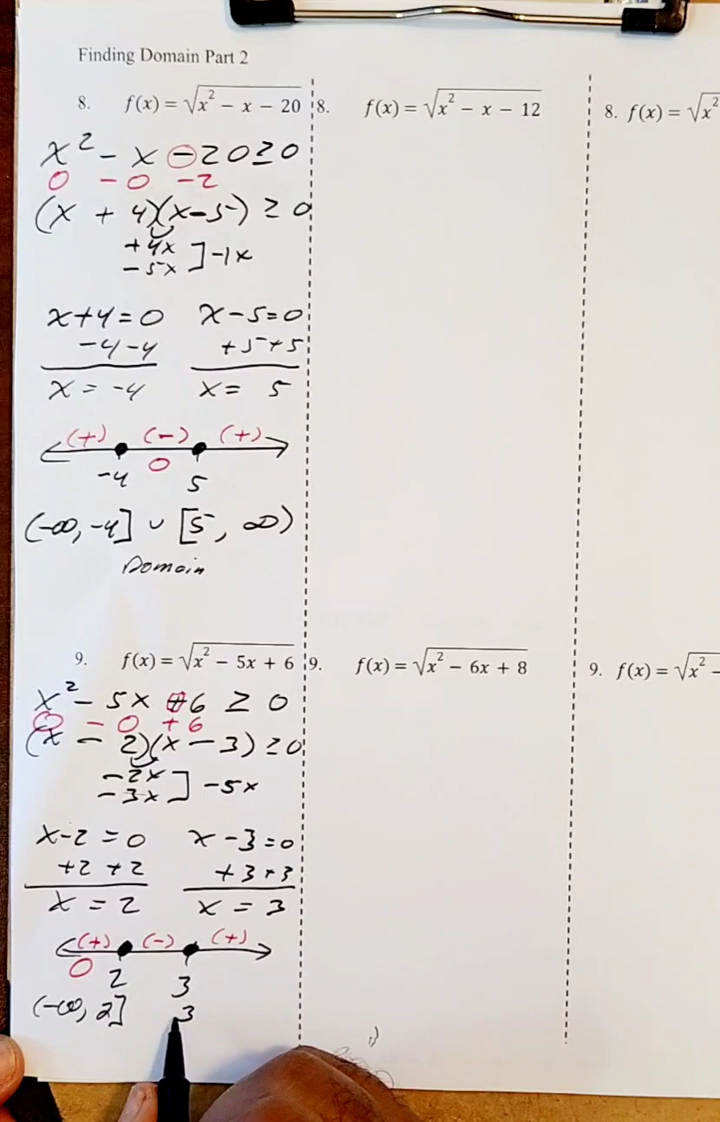 Finding Domain Part 2
8. f(x) = √x² − x − 20
x² − x − 20 ≥ 0
0 − 0 − 2
(x + 4)(x − 5) ≥ 0
+4x
−5x ] −1x
x + 4 = 0 x − 5 = 0
−4 −4 +5 +5
x = −4 x = 5
(+) (−) (+)
0
−4 5
(−∞, −4] ∪ [5, ∞)
Domain
9. f(x) = √x² − 5x + 6
x² − 5x + 6 ≥ 0
0 − 0 + 6
(x − 2)(x − 3) ≥ 0
−2x
−3x ] −5x
x − 2 = 0 x − 3 = 0
+2 +2 +3 +3
x = 2 x = 3
(+) (−) (+)
0
2 3
(−∞, 2] 3
8. f(x) = √x² − x − 12
9. f(x) = √x² − 6x + 8
8. f(x) = √x²
9. f(x) = √x² −